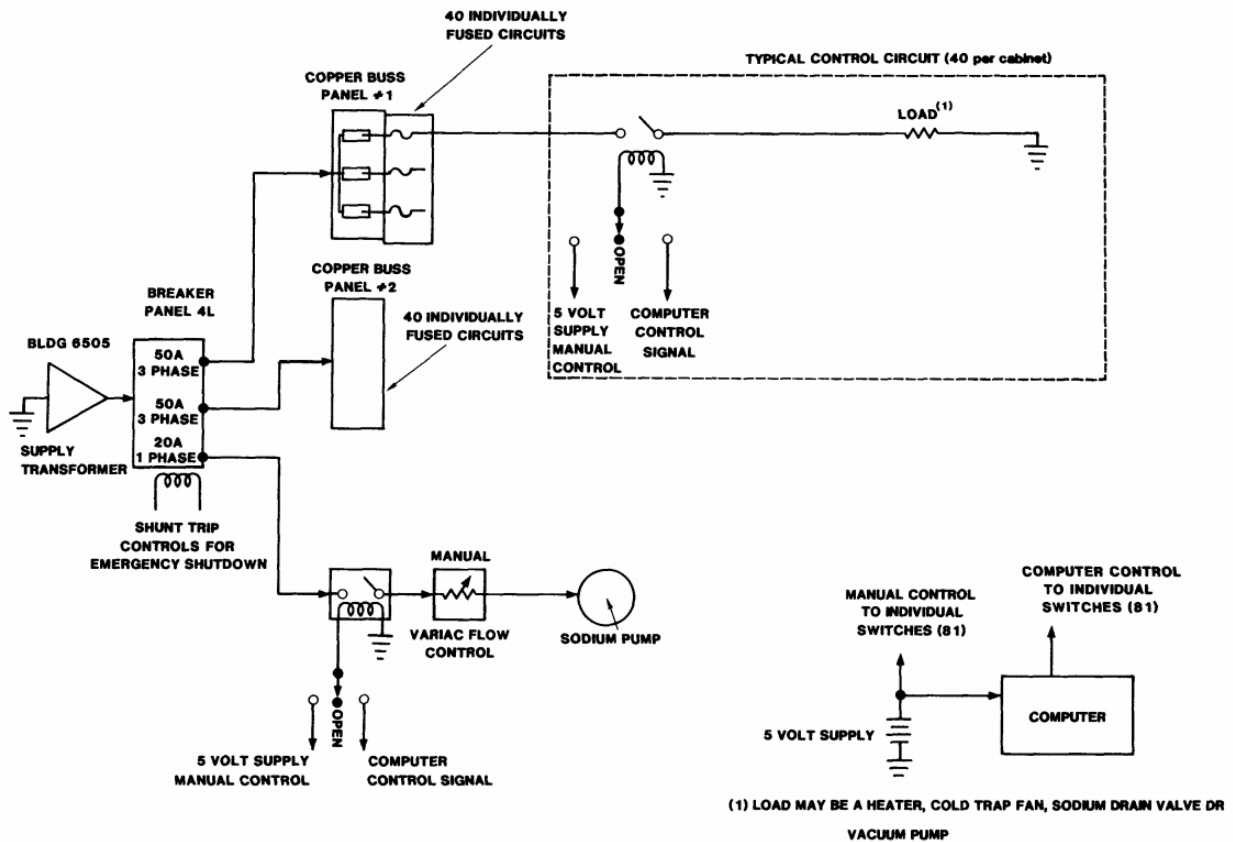 40 INDIVIDUALLY
FUSED CIRCUITS
COPPER BUSS
PANEL #1
TYPICAL CONTROL CIRCUIT (40 per cabinet)
LOAD(1)
OPEN
5 VOLT
SUPPLY
MANUAL
CONTROL
COMPUTER
CONTROL
SIGNAL
COPPER BUSS
PANEL #2
40 INDIVIDUALLY
FUSED CIRCUITS
BREAKER
PANEL 4L
BLDG 6505
50A
3 PHASE
50A
3 PHASE
20A
1 PHASE
SUPPLY
TRANSFORMER
SHUNT TRIP
CONTROLS FOR
EMERGENCY SHUTDOWN
MANUAL
VARIAC FLOW
CONTROL
SODIUM PUMP
OPEN
5 VOLT SUPPLY
MANUAL CONTROL
COMPUTER
CONTROL SIGNAL
MANUAL CONTROL
TO INDIVIDUAL
SWITCHES (81)
COMPUTER CONTROL
TO INDIVIDUAL
SWITCHES (81)
COMPUTER
5 VOLT SUPPLY
(1) LOAD MAY BE A HEATER, COLD TRAP FAN, SODIUM DRAIN VALVE DR
VACUUM PUMP